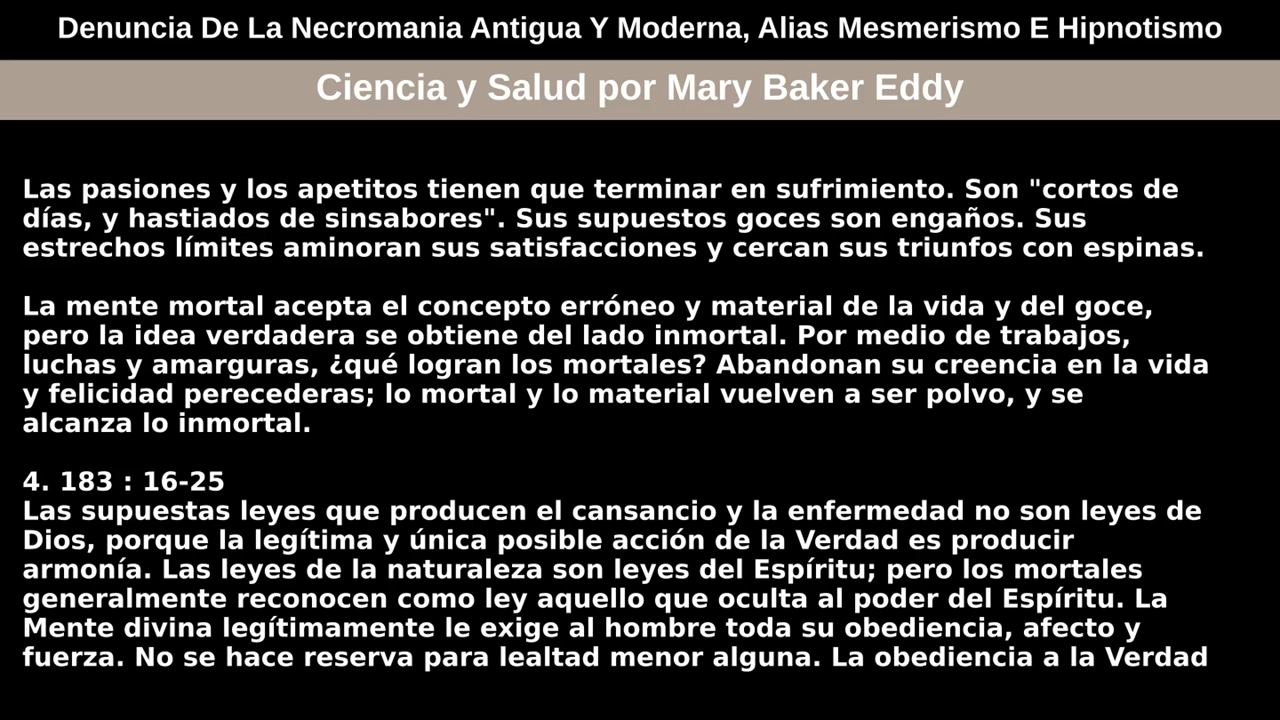 Denuncia De La Necromania Antigua Y Moderna, Alias Mesmerismo E Hipnotismo
Ciencia y Salud por Mary Baker Eddy
Las pasiones y los apetitos tienen que terminar en sufrimiento. Son "cortos de
días, y hastiados de sinsabores". Sus supuestos goces son engaños. Sus
estrechos límites aminoran sus satisfacciones y cercan sus triunfos con espinas.
La mente mortal acepta el concepto erróneo y material de la vida y del goce,
pero la idea verdadera se obtiene del lado inmortal. Por medio de trabajos,
luchas y amarguras, ¿qué logran los mortales? Abandonan su creencia en la vida
y felicidad perecederas; lo mortal y lo material vuelven a ser polvo, y se
alcanza lo inmortal.
4. 183 : 16-25
Las supuestas leyes que producen el cansancio y la enfermedad no son leyes de
Dios, porque la legítima y única posible acción de la Verdad es producir
armonía. Las leyes de la naturaleza son leyes del Espíritu; pero los mortales
generalmente reconocen como ley aquello que oculta al poder del Espíritu. La
Mente divina legítimamente le exige al hombre toda su obediencia, afecto y
fuerza. No se hace reserva para lealtad menor alguna. La obediencia a la Verdad